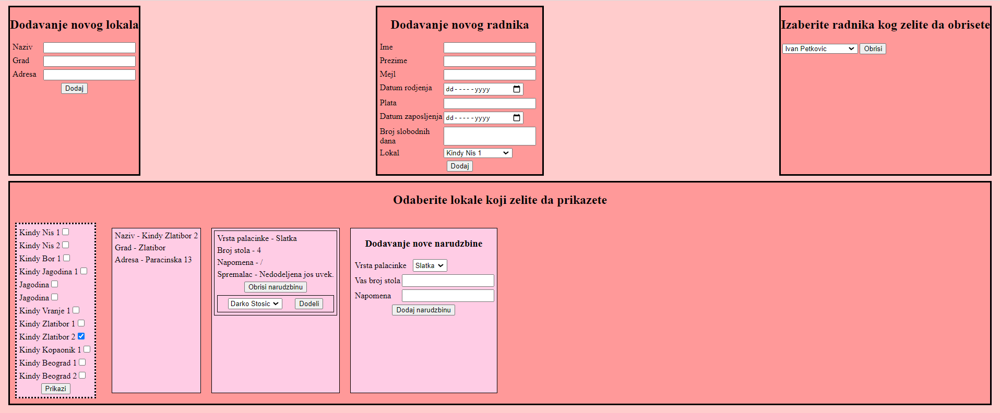 Dodavanje novog lokala
Naziv
Grad
Adresa
Dodaj
Dodavanje novog radnika
Ime
Prezime
Mejl
Datum rodjenja dd-----yyyy
Plata
Datum zaposljenja dd-----yyyy
Broj slobodnih
dana
Lokal Kindy Nis 1
Dodaj
Izaberite radnika kog zelite da obrisete
Ivan Petkovic Obrisi
Odaberite lokale koji zelite da prikazete
Kindy Nis 1
Kindy Nis 2
Kindy Bor 1
Kindy Jagodina 1
Jagodina
Jagodina
Kindy Vranje 1
Kindy Zlatibor 1
Kindy Zlatibor 2
Kindy Kopaonik 1
Kindy Beograd 1
Kindy Beograd 2
Prikazi
Naziv - Kindy Zlatibor 2
Grad - Zlatibor
Adresa - Paracinska 13
Vrsta palacinke - Slatka
Broj stola - 4
Napomena - /
Spremalac - Nedodeljena jos uvek.
Obrisi narudzbinu
Darko Stosic Dodeli
Dodavanje nove narudzbine
Vrsta palacinke Slatka
Vas broj stola
Napomena
Dodaj narudzbinu